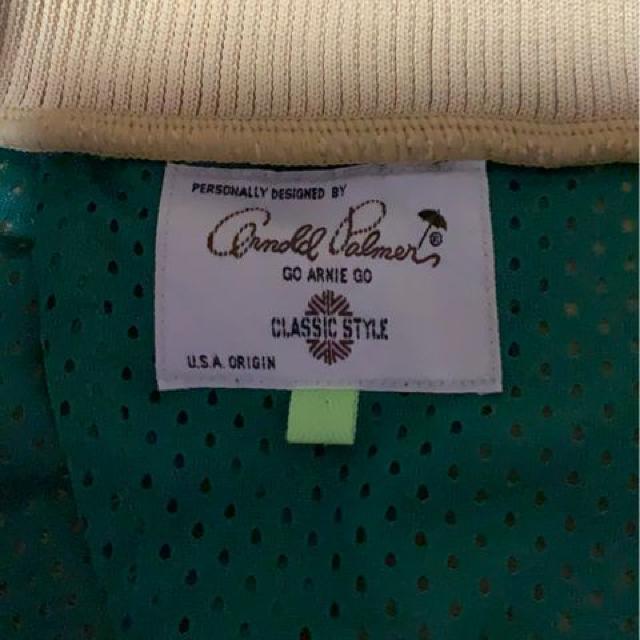 PERSONALLY DESIGNED BY
Arnold Palmer®
GO ARNIE GO
CLASSIC STYLE
U.S.A. ORIGIN